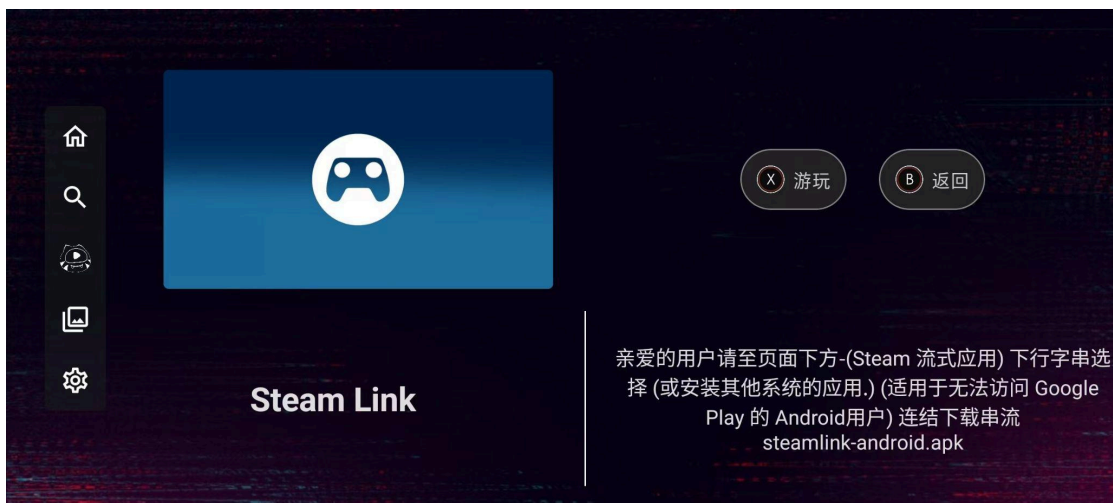 X 游玩
B 返回
Steam Link
亲爱的用户请至页面下方-(Steam 流式应用) 下行字串选
择 (或安装其他系统的应用.) (适用于无法访问 Google
Play 的 Android用户) 连结下载串流
steamlink-android.apk